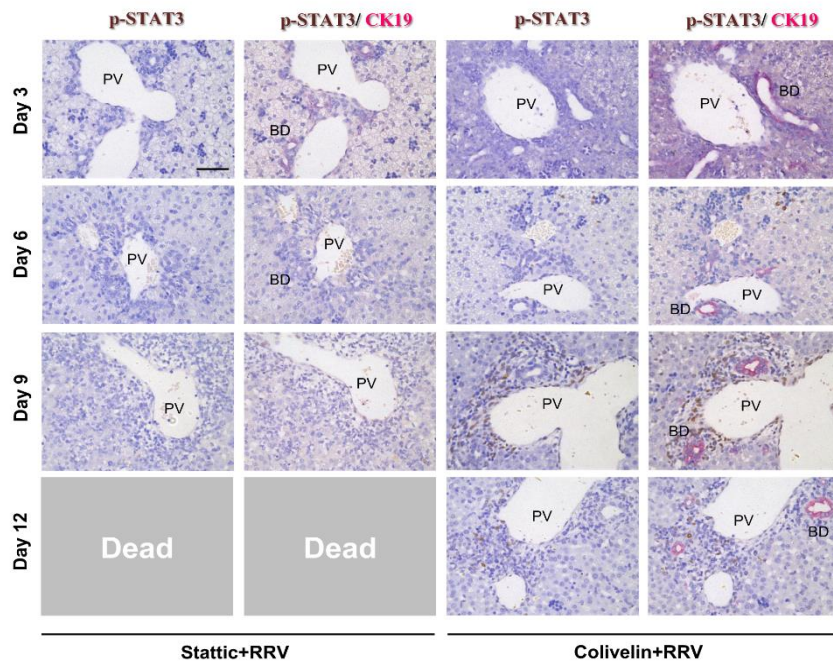 p-STAT3 p-STAT3/ CK19 p-STAT3 p-STAT3/ CK19
Day 3
PV PV BD PV PV BD
Day 6
PV PV BD PV PV BD
Day 9
PV PV PV PV BD
Day 12
Dead Dead PV PV BD
Stattic+RRV Colivelin+RRV